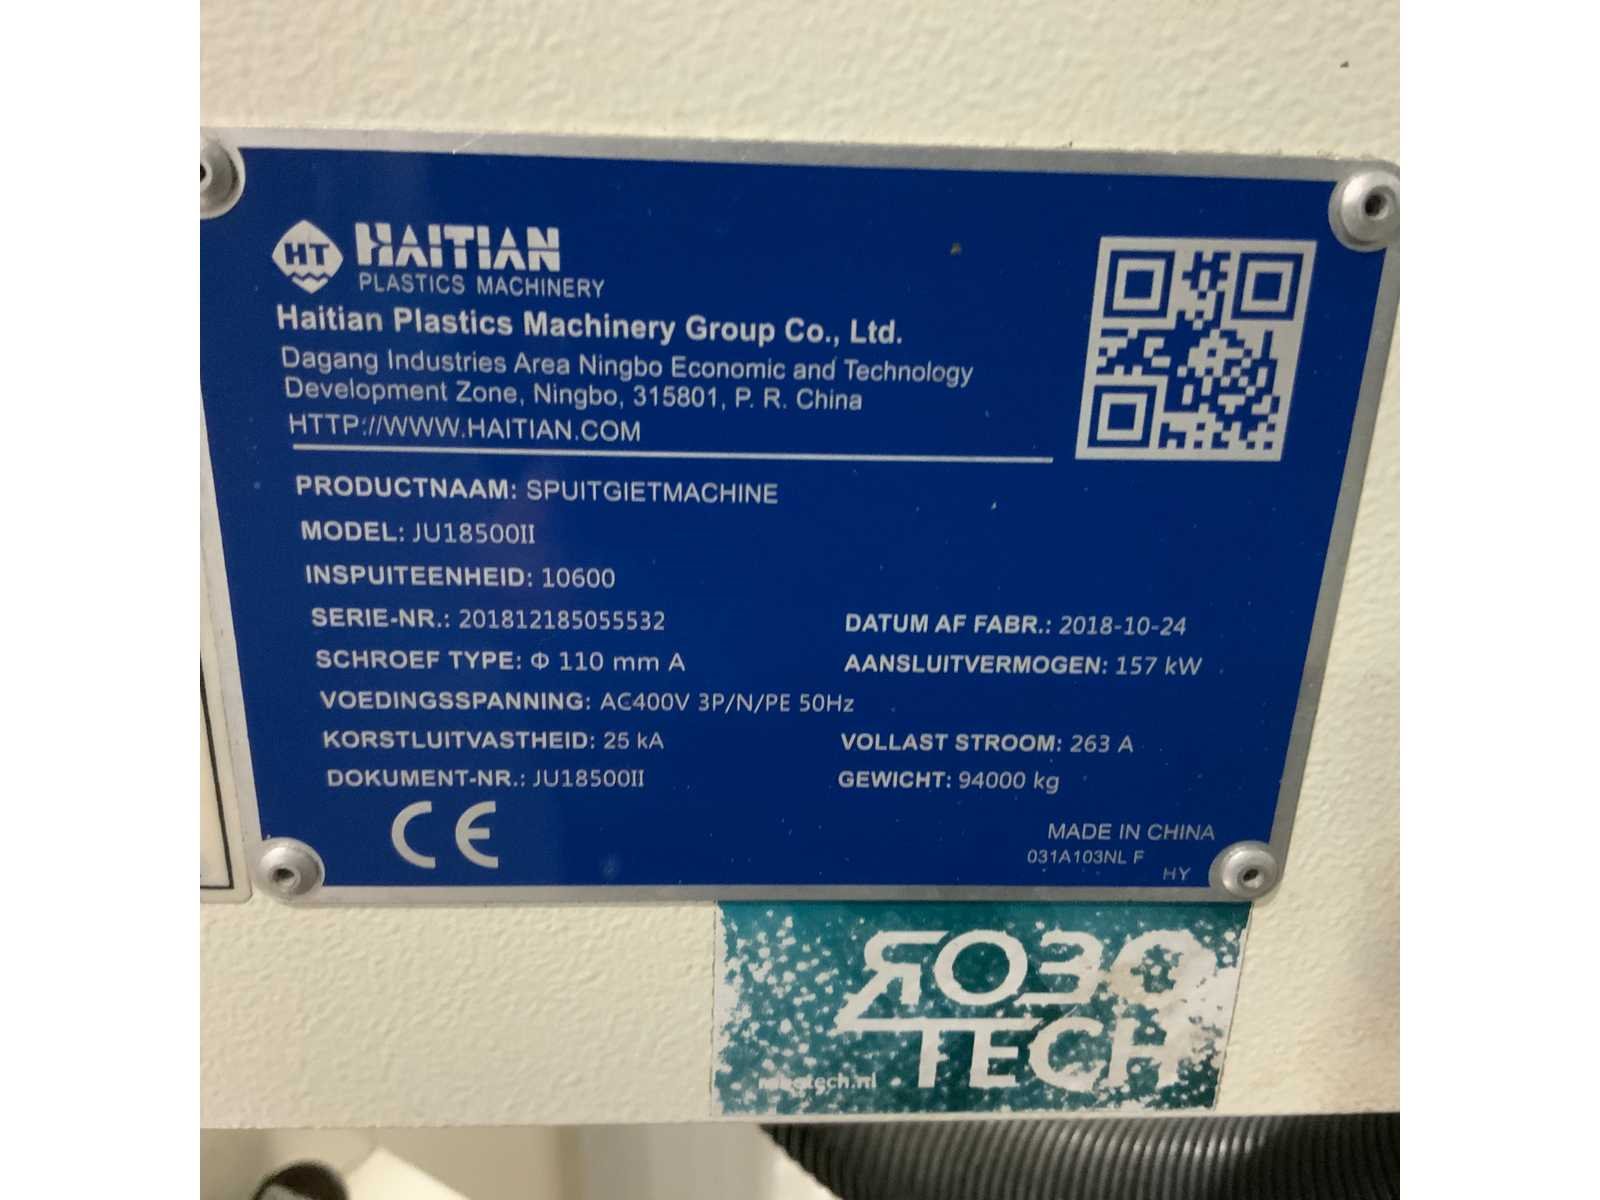 HT HAITIAN
PLASTICS MACHINERY
Haitian Plastics Machinery Group Co., Ltd.
Dagang Industries Area Ningbo Economic and Technology
Development Zone, Ningbo, 315801, P. R. China
HTTP://WWW.HAITIAN.COM
PRODUCTNAAM: SPUITGIETMACHINE
MODEL: JU18500II
INSPUITEENHEID: 10600
SERIE-NR.: 201812185055532
DATUM AF FABR.: 2018-10-24
SCHROEF TYPE: Φ 110 mm A
AANSLUITVERMOGEN: 157 kW
VOEDINGSSPANNING: AC400V 3P/N/PE 50Hz
KORSTLUITVASTHEID: 25 kA
VOLLAST STROOM: 263 A
DOKUMENT-NR.: JU18500II
GEWICHT: 94000 kg
CE
MADE IN CHINA
031A103NL F
HY
ROBO
TECH
robotech.nl